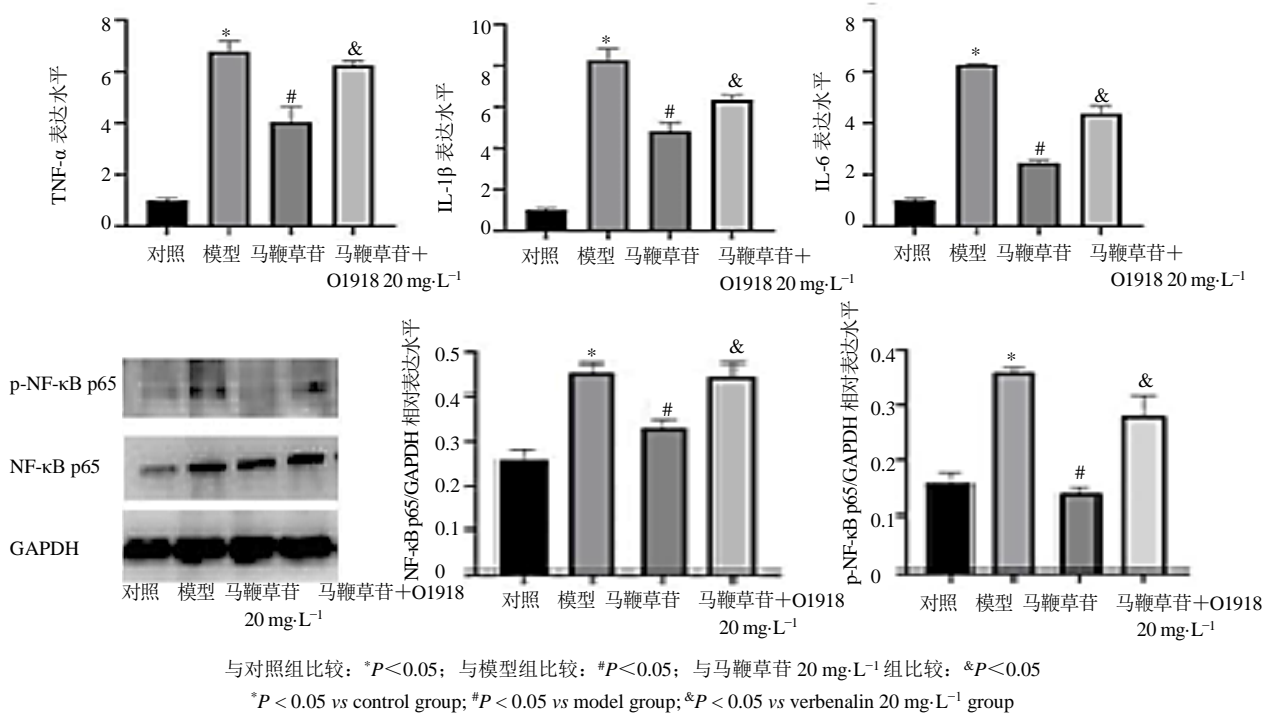 TNF-α 表达水平
8
6
4
2
0
*
#
&
对照 模型 马鞭草苷 马鞭草苷＋
O1918 20 mg·L⁻¹
IL-1β 表达水平
10
8
6
4
2
0
*
#
&
对照 模型 马鞭草苷 马鞭草苷＋
O1918 20 mg·L⁻¹
IL-6 表达水平
8
6
4
2
0
*
#
&
对照 模型 马鞭草苷 马鞭草苷＋
O1918 20 mg·L⁻¹
p-NF-κB p65
NF-κB p65
GAPDH
对照 模型 马鞭草苷 马鞭草苷＋O1918
20 mg·L⁻¹
NF-κB p65/GAPDH 相对表达水平
0.5
0.4
0.3
0.2
0.1
0
*
#
&
对照 模型 马鞭草苷 马鞭草苷＋O1918
20 mg·L⁻¹
p-NF-κB p65/GAPDH 相对表达水平
0.4
0.3
0.2
0.1
0
*
#
&
对照 模型 马鞭草苷 马鞭草苷＋O1918
20 mg·L⁻¹
与对照组比较：*P＜0.05；与模型组比较：#P＜0.05；与马鞭草苷 20 mg·L⁻¹ 组比较：&P＜0.05
*P < 0.05 vs control group; #P < 0.05 vs model group; &P < 0.05 vs verbenalin 20 mg·L⁻¹ group